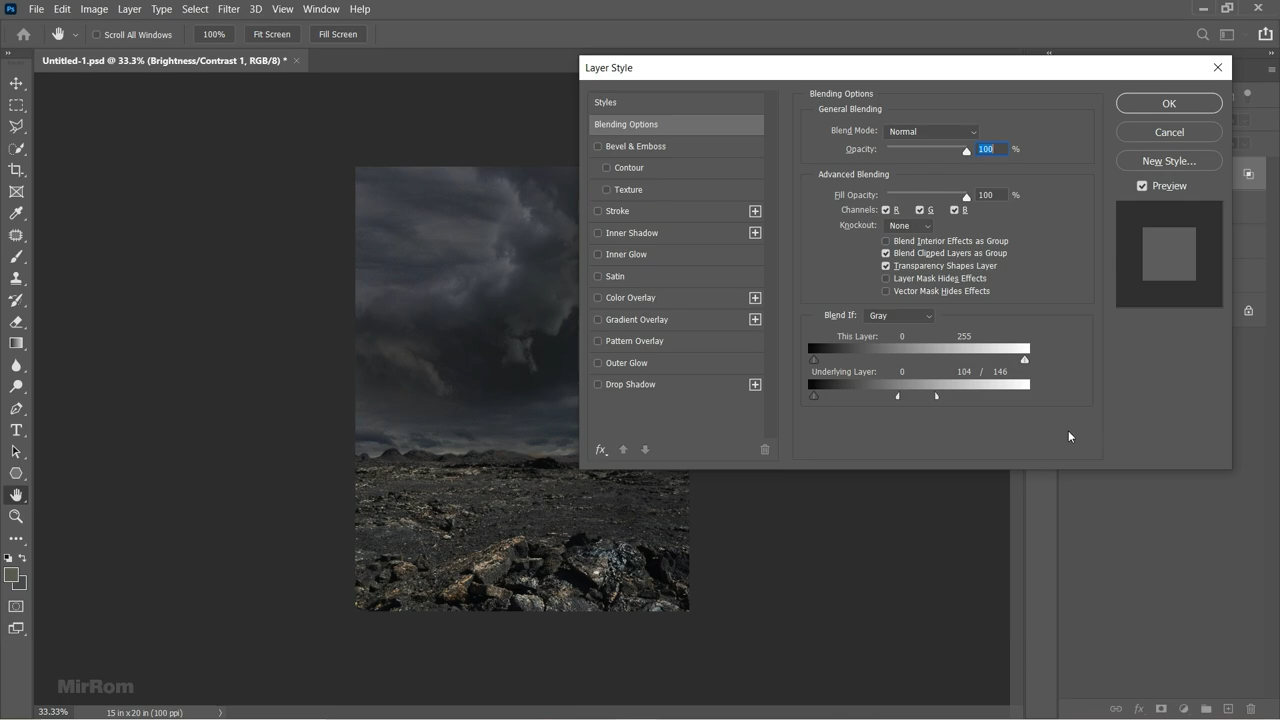 Ps File Edit Image Layer Type Select Filter 3D View Window Help
Scroll All Windows 100% Fit Screen Fill Screen
Untitled-1.psd @ 33.3% (Brightness/Contrast 1, RGB/8) *
Layer Style
Styles
Blending Options
Bevel & Emboss
Contour
Texture
Stroke
Inner Shadow
Inner Glow
Satin
Color Overlay
Gradient Overlay
Pattern Overlay
Outer Glow
Drop Shadow
fx
Blending Options
General Blending
Blend Mode: Normal
Opacity: 100 %
Advanced Blending
Fill Opacity: 100 %
Channels: R G B
Knockout: None
Blend Interior Effects as Group
Blend Clipped Layers as Group
Transparency Shapes Layer
Layer Mask Hides Effects
Vector Mask Hides Effects
Blend If: Gray
This Layer: 0 255
Underlying Layer: 0 104 / 146
OK
Cancel
New Style...
Preview
MirRom
33.33% 15 in x 20 in (100 ppi)
fx